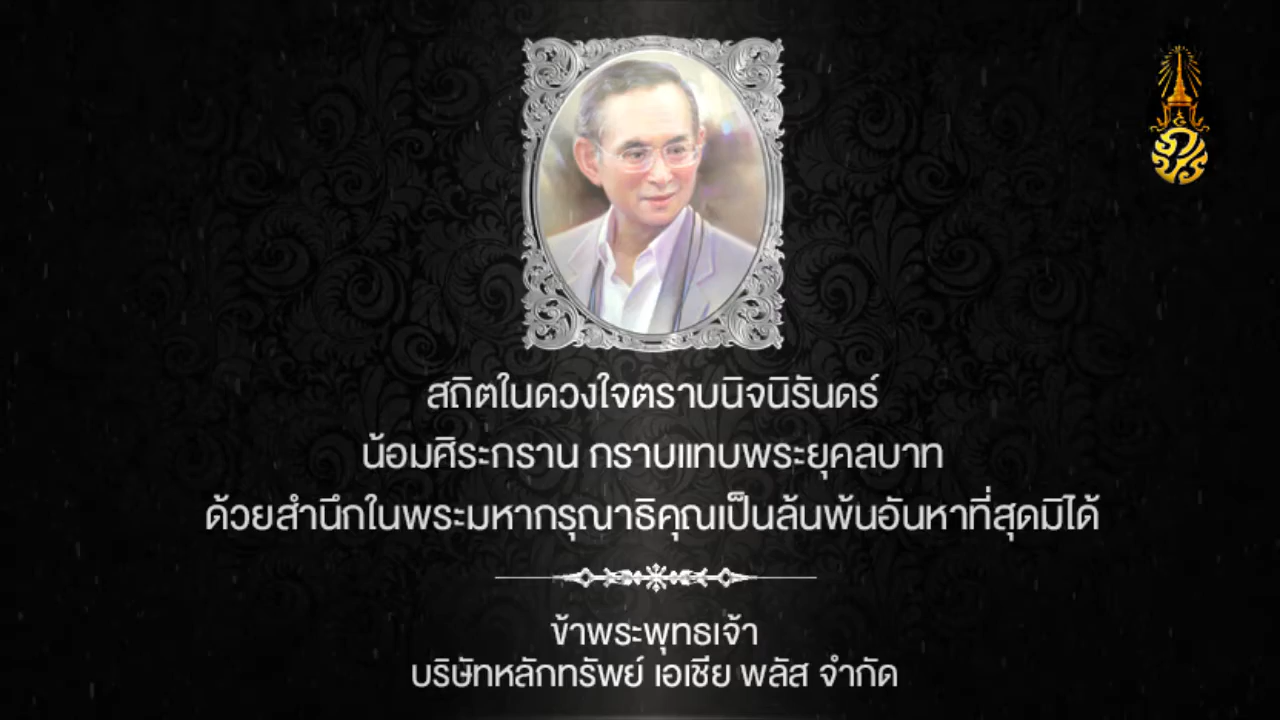 สถิตในดวงใจตราบนิจนิรันดร์
น้อมศิระกราน กราบแทบพระยุคลบาท
ด้วยสำนึกในพระมหากรุณาธิคุณเป็นล้นพ้นอันหาที่สุดมิได้
ข้าพระพุทธเจ้า
บริษัทหลักทรัพย์ เอเชีย พลัส จำกัด